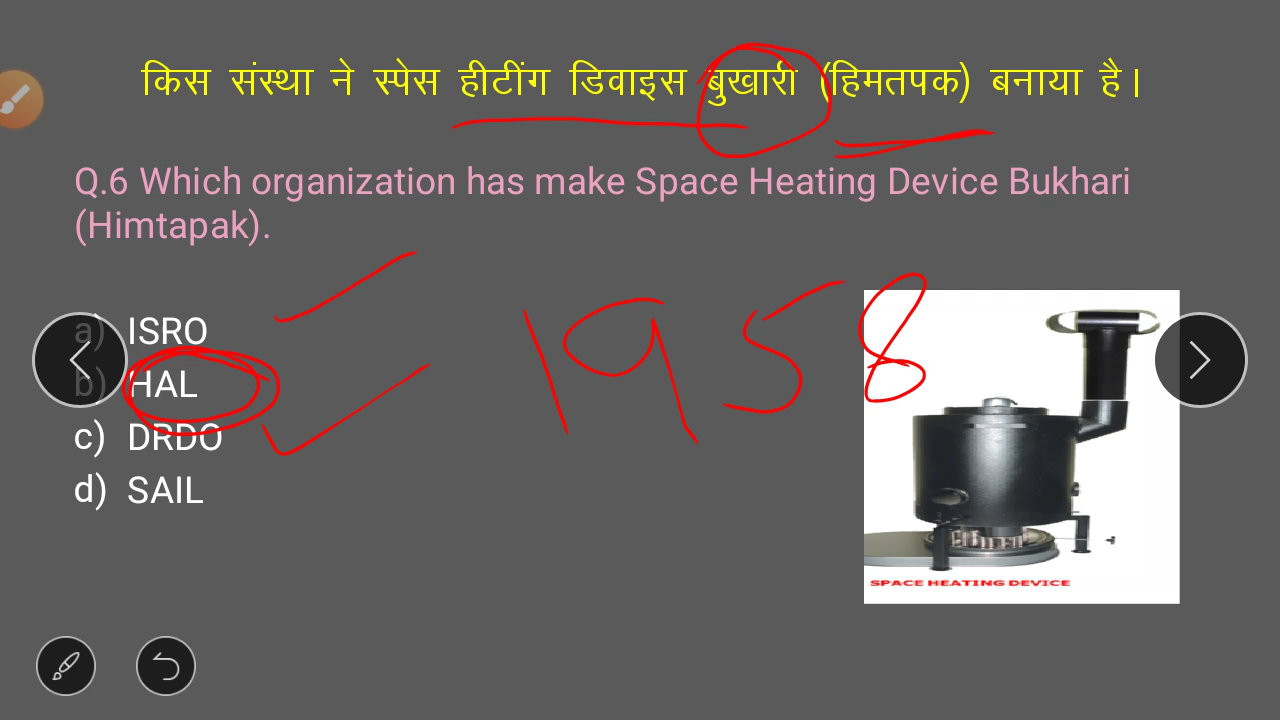 किस संस्था ने स्पेस हीटींग डिवाइस बुखारी (हिमतपक) बनाया है।
Q.6 Which organization has make Space Heating Device Bukhari
(Himtapak).
a) ISRO
b) HAL
c) DRDO
d) SAIL
1958
SPACE HEATING DEVICE